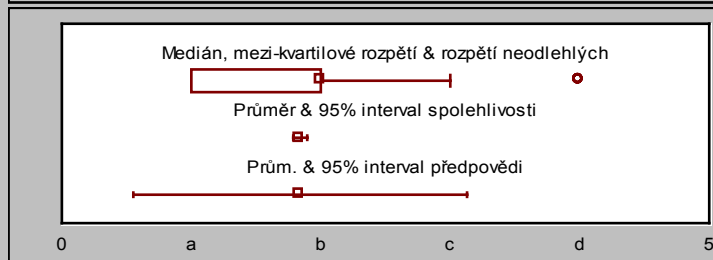 Medián, mezi-kvartilové rozpětí & rozpětí neodlehlých
Průměr & 95% interval spolehlivosti
Prům. & 95% interval předpovědi
0 a b c d 5